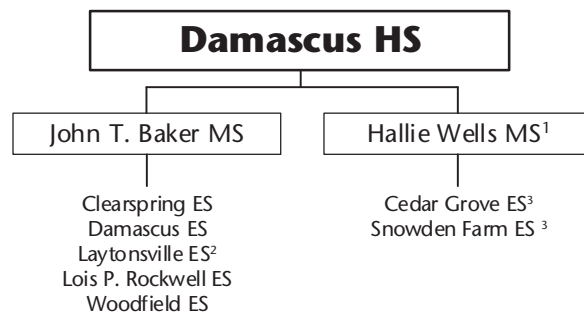 Damascus HS
John T. Baker MS
Hallie Wells MS¹
Clearspring ES
Damascus ES
Laytonsville ES²
Lois P. Rockwell ES
Woodfield ES
Cedar Grove ES³
Snowden Farm ES ³